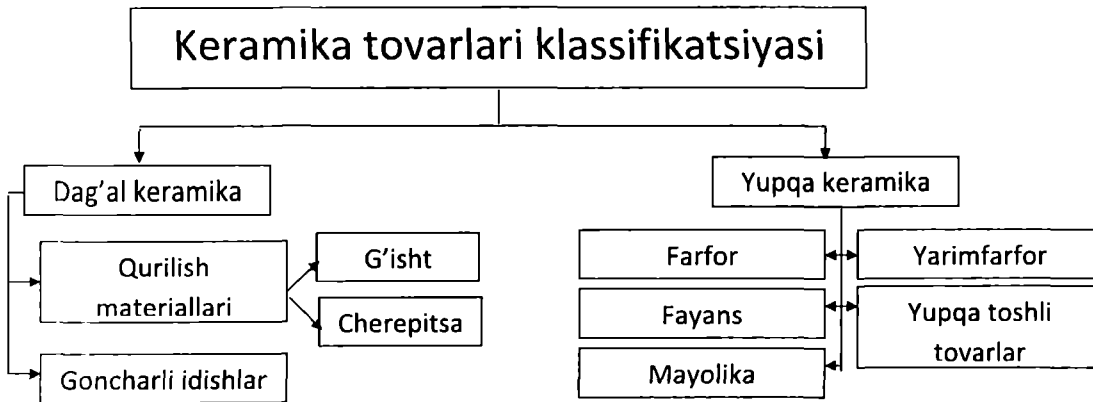 Keramika tovarlari klassifikatsiyasi
Dag'al keramika
Qurilish
materiallari
G'isht
Cherepitsa
Goncharli idishlar
Yupqa keramika
Farfor
Yarimfarfor
Fayans
Yupqa toshli
tovarlar
Mayolika